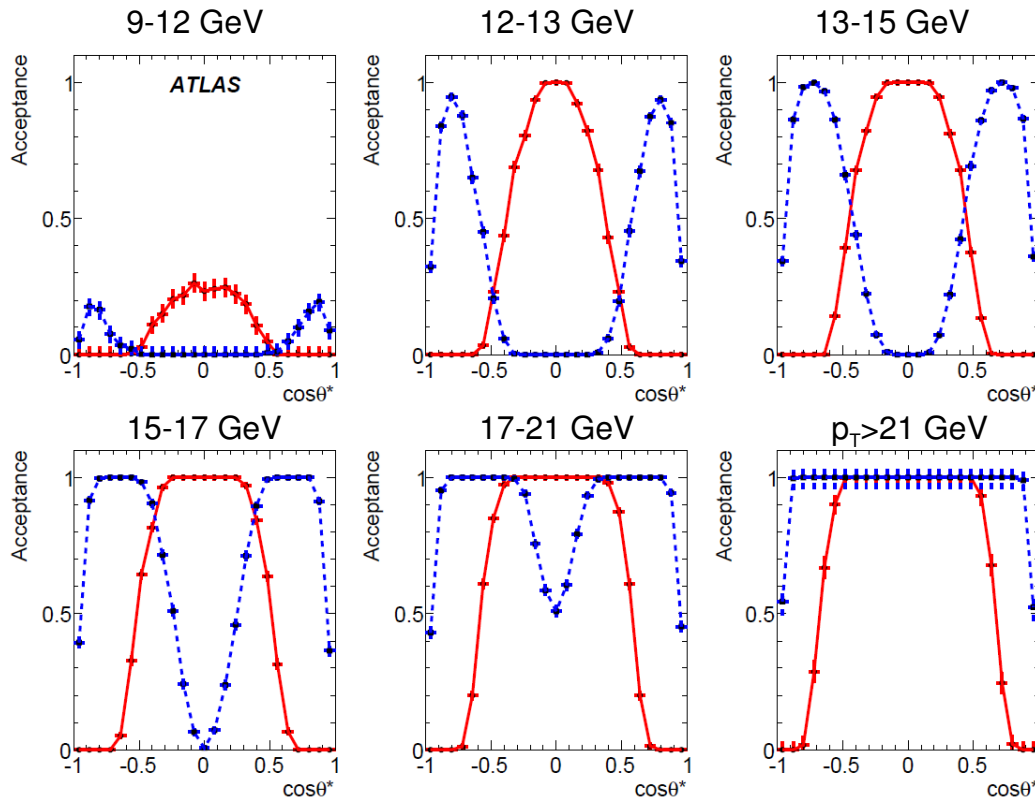 9-12 GeV
12-13 GeV
13-15 GeV
Acceptance
1
0.5
0
ATLAS
-1 -0.5 0 0.5 1
cosθ*
Acceptance
1
0.5
0
-1 -0.5 0 0.5 1
cosθ*
Acceptance
1
0.5
0
-1 -0.5 0 0.5 1
cosθ*
15-17 GeV
17-21 GeV
p_T>21 GeV
Acceptance
1
0.5
0
-1 -0.5 0 0.5 1
cosθ*
Acceptance
1
0.5
0
-1 -0.5 0 0.5 1
cosθ*
Acceptance
1
0.5
0
-1 -0.5 0 0.5 1
cosθ*